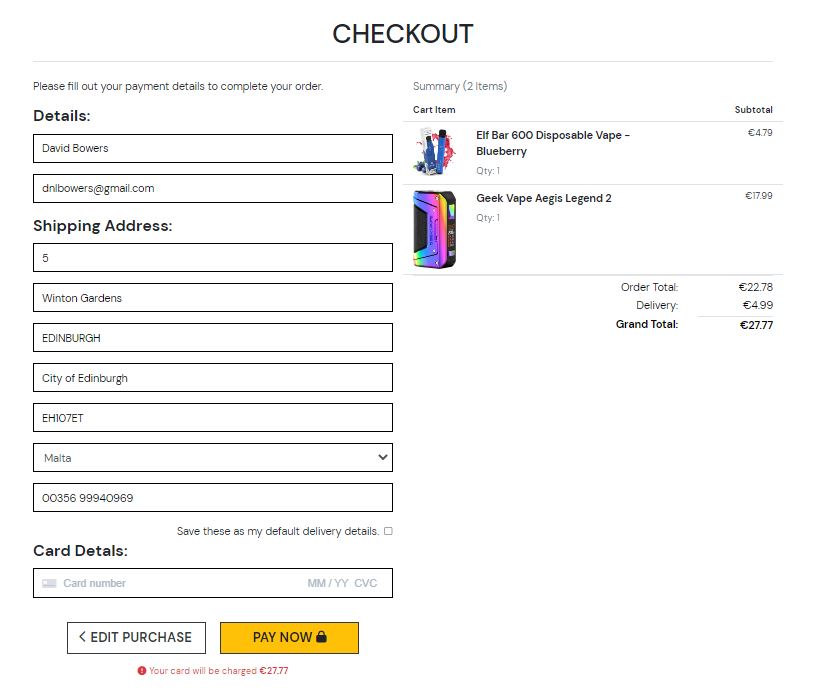 CHECKOUT
Please fill out your payment details to complete your order.
Details:
David Bowers
dnlbowers@gmail.com
Shipping Address:
5
Winton Gardens
EDINBURGH
City of Edinburgh
EH107ET
Malta
00356 99940969
Save these as my default delivery details.
Card Detals:
Card number MM / YY CVC
EDIT PURCHASE
PAY NOW
Your card will be charged €27.77
Summary (2 Items)
Cart Item Subtotal
Elf Bar 600 Disposable Vape - €4.79
Blueberry
Qty: 1
Geek Vape Aegis Legend 2 €17.99
Qty: 1
Order Total: €22.78
Delivery: €4.99
Grand Total: €27.77